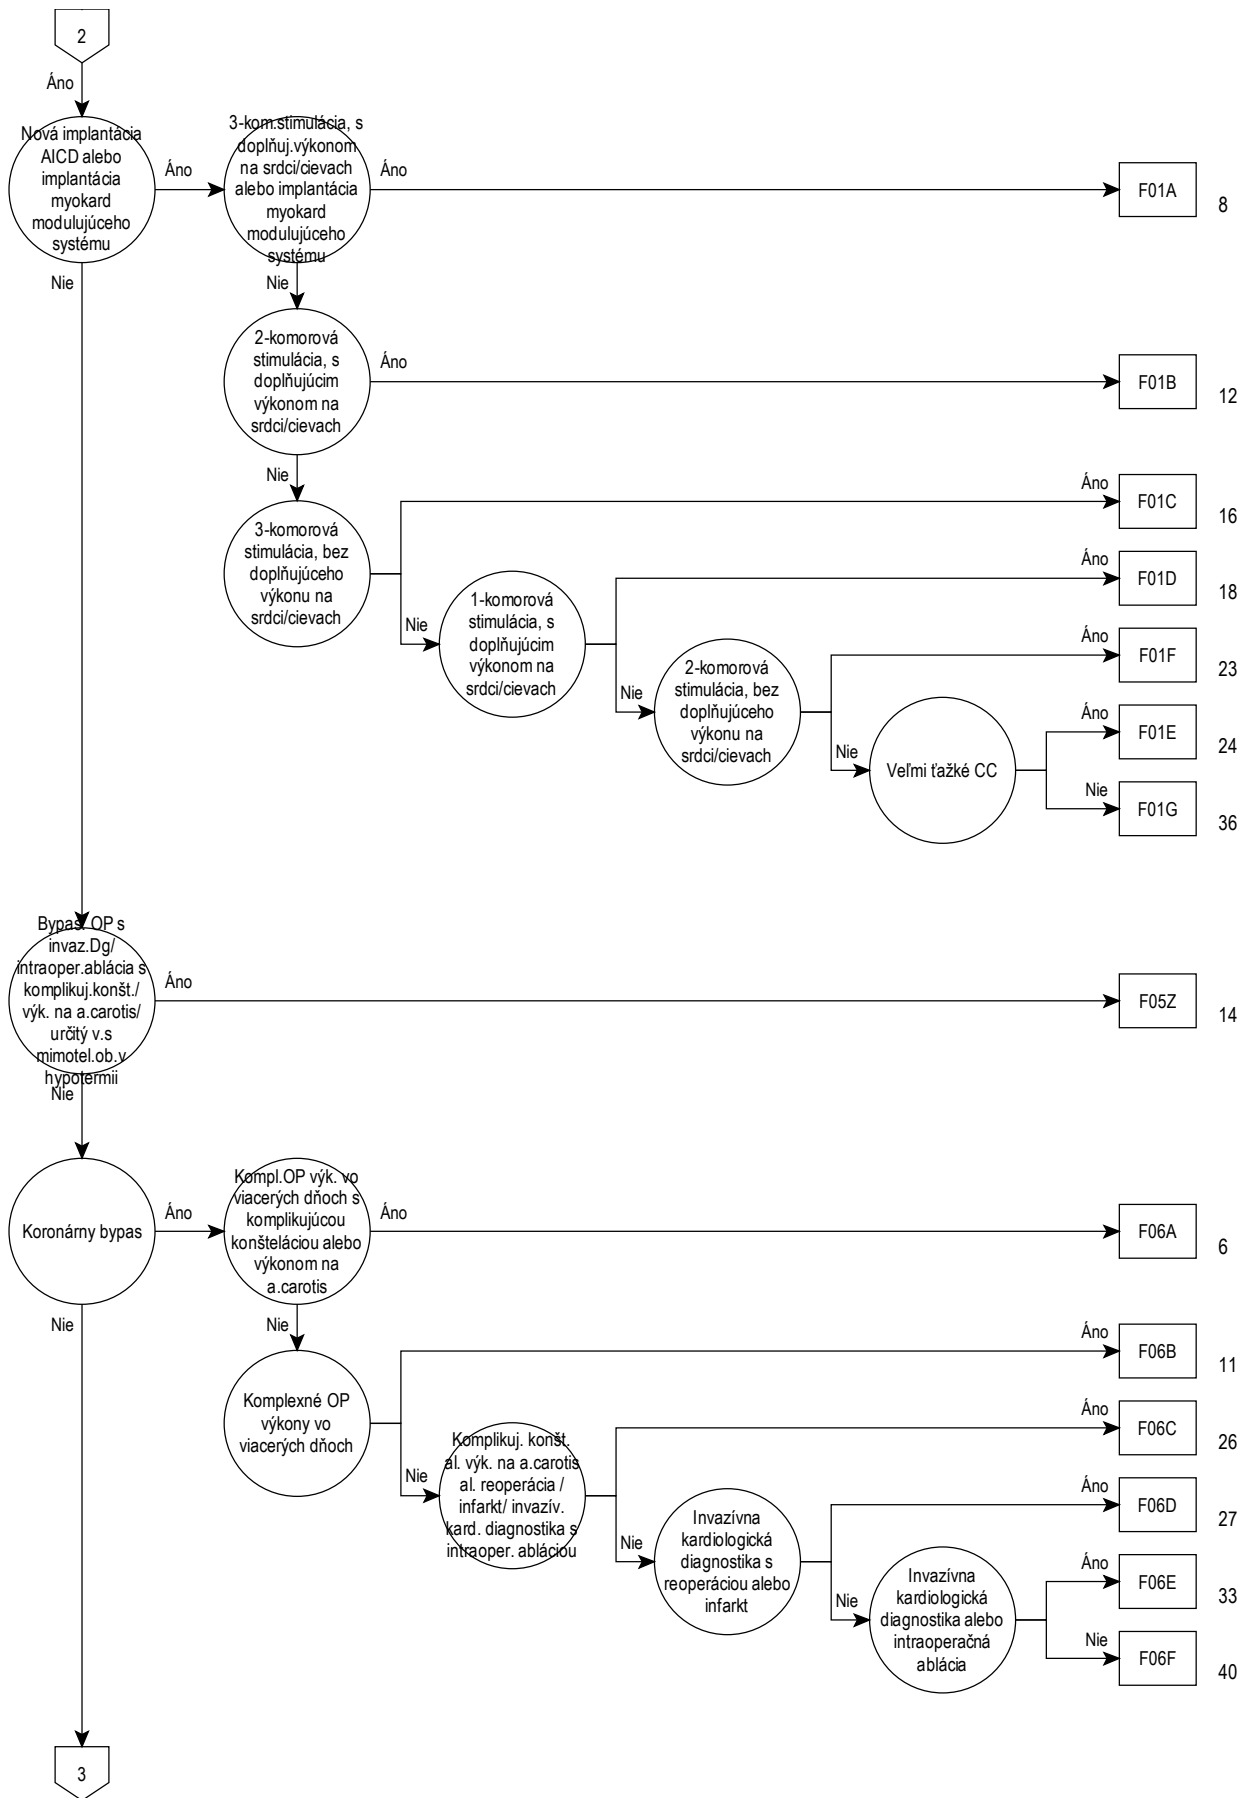 2
Áno
Nová implantácia
AICD alebo
implantácia
myokard
modulujúceho
systému
Áno
3-kom.stimulácia, s
doplňuj.výkonom
na srdci/cievach
alebo implantácia
myokard
modulujúceho
systému
Áno
F01A
8
Nie
Nie
2-komorová
stimulácia, s
doplňujúcim
výkonom na
srdci/cievach
Áno
F01B
12
Nie
3-komorová
stimulácia, bez
doplňujúceho
výkonu na
srdci/cievach
Áno
F01C
16
Nie
1-komorová
stimulácia, s
doplňujúcim
výkonom na
srdci/cievach
Áno
F01D
18
Nie
2-komorová
stimulácia, bez
doplňujúceho
výkonu na
srdci/cievach
Áno
F01F
23
Nie
Veľmi ťažké CC
Áno
F01E
24
Nie
F01G
36
Bypas. OP s
invaz.Dg/
intraoper.ablácia s
komplikuj.konšt./
výk. na a.carotis/
určitý v.s
mimotel.ob.v
hypotermii
Áno
F05Z
14
Nie
Koronárny bypas
Áno
Kompl.OP výk. vo
viacerých dňoch s
komplikujúcou
konšteláciou alebo
výkonom na
a.carotis
Áno
F06A
6
Nie
Nie
Komplexné OP
výkony vo
viacerých dňoch
Áno
F06B
11
Nie
Komplikuj. konšt.
al. výk. na a.carotis
al. reoperácia /
infarkt/ invazív.
kard. diagnostika s
intraoper. abláciou
Áno
F06C
26
Nie
Invazívna
kardiologická
diagnostika s
reoperáciou alebo
infarkt
Áno
F06D
27
Nie
Invazívna
kardiologická
diagnostika alebo
intraoperačná
ablácia
Áno
F06E
33
Nie
F06F
40
3